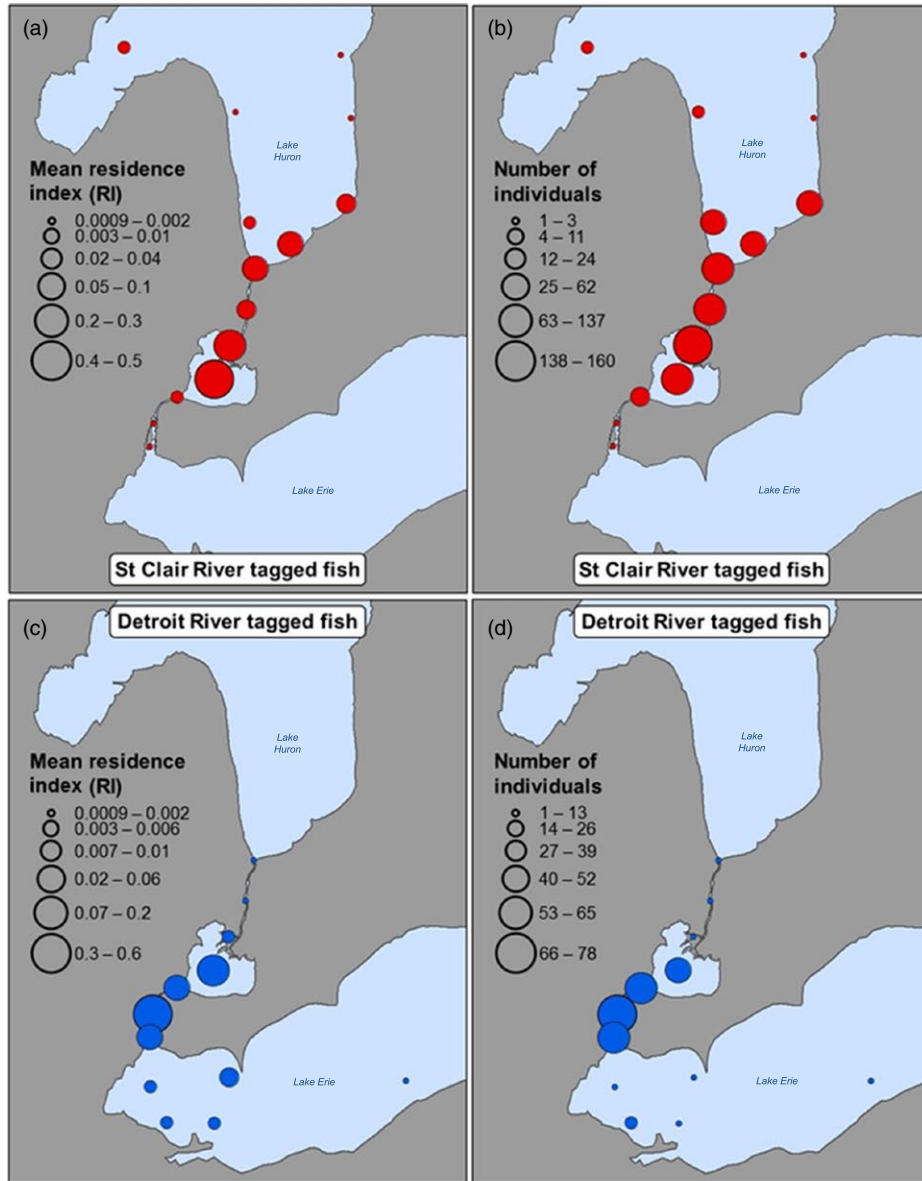 (a)
Lake
Huron
Mean residence
index (RI)
0.0009 – 0.002
0.003 – 0.01
0.02 – 0.04
0.05 – 0.1
0.2 – 0.3
0.4 – 0.5
Lake Erie
St Clair River tagged fish
(b)
Lake
Huron
Number of
individuals
1 – 3
4 – 11
12 – 24
25 – 62
63 – 137
138 – 160
Lake Erie
St Clair River tagged fish
(c)
Detroit River tagged fish
Lake
Huron
Mean residence
index (RI)
0.0009 – 0.002
0.003 – 0.006
0.007 – 0.01
0.02 – 0.06
0.07 – 0.2
0.3 – 0.6
Lake Erie
(d)
Detroit River tagged fish
Lake
Huron
Number of
individuals
1 – 13
14 – 26
27 – 39
40 – 52
53 – 65
66 – 78
Lake Erie